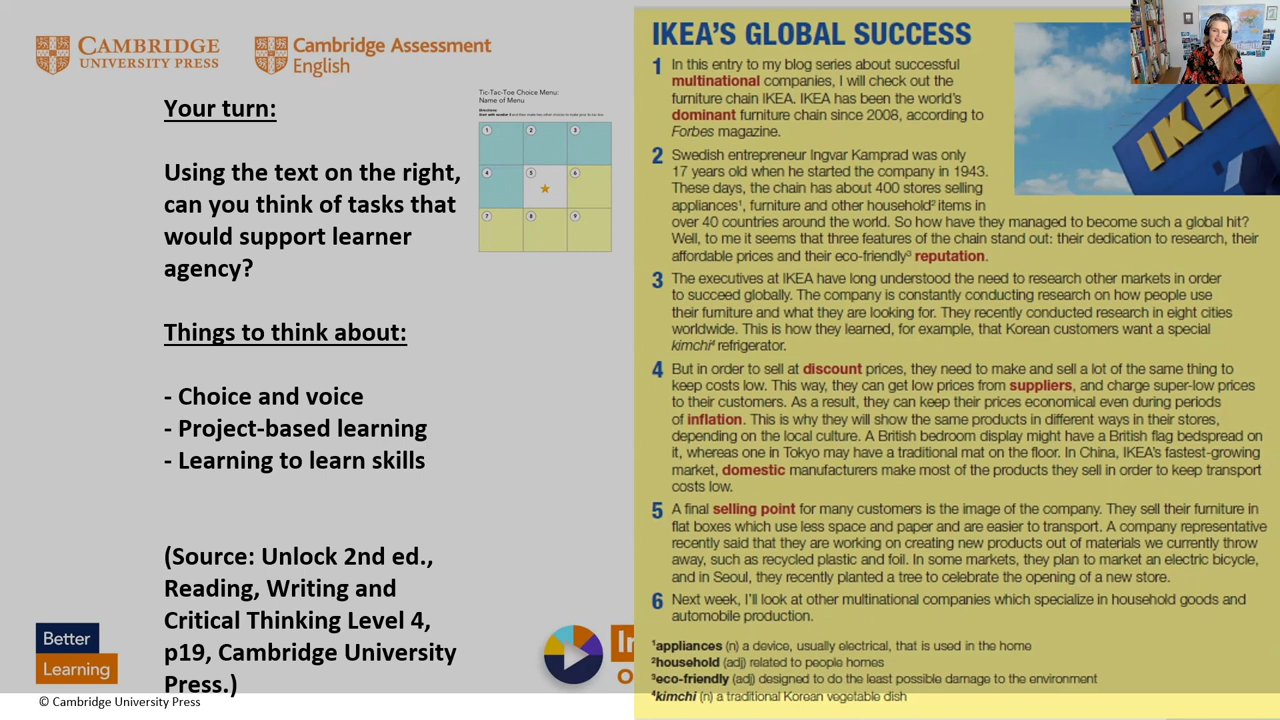 CAMBRIDGE
UNIVERSITY PRESS
Cambridge Assessment
English
Your turn:
Using the text on the right,
can you think of tasks that
would support learner
agency?
Things to think about:
- Choice and voice
- Project-based learning
- Learning to learn skills
(Source: Unlock 2nd ed.,
Reading, Writing and
Critical Thinking Level 4,
p19, Cambridge University
Press.)
Tic-Tac-Toe Choice Menu:
Name of Menu
1 2 3
4 5 6
7 8 9
Better
Learning
© Cambridge University Press
IKEA'S GLOBAL SUCCESS
1 In this entry to my blog series about successful
multinational companies, I will check out the
furniture chain IKEA. IKEA has been the world's
dominant furniture chain since 2008, according to
Forbes magazine.
2 Swedish entrepreneur Ingvar Kamprad was only
17 years old when he started the company in 1943.
These days, the chain has about 400 stores selling
appliances¹, furniture and other household² items in
over 40 countries around the world. So how have they managed to become such a global hit?
Well, to me it seems that three features of the chain stand out: their dedication to research, their
affordable prices and their eco-friendly³ reputation.
3 The executives at IKEA have long understood the need to research other markets in order
to succeed globally. The company is constantly conducting research on how people use
their furniture and what they are looking for. They recently conducted research in eight cities
worldwide. This is how they learned, for example, that Korean customers want a special
kimchi⁴ refrigerator.
4 But in order to sell at discount prices, they need to make and sell a lot of the same thing to
keep costs low. This way, they can get low prices from suppliers, and charge super-low prices
to their customers. As a result, they can keep their prices economical even during periods
of inflation. This is why they will show the same products in different ways in their stores,
depending on the local culture. A British bedroom display might have a British flag bedspread on
it, whereas one in Tokyo may have a traditional mat on the floor. In China, IKEA's fastest-growing
market, domestic manufacturers make most of the products they sell in order to keep transport
costs low.
5 A final selling point for many customers is the image of the company. They sell their furniture in
flat boxes which use less space and paper and are easier to transport. A company representative
recently said that they are working on creating new products out of materials we currently throw
away, such as recycled plastic and foil. In some markets, they plan to market an electric bicycle,
and in Seoul, they recently planted a tree to celebrate the opening of a new store.
6 Next week, I'll look at other multinational companies which specialize in household goods and
automobile production.
¹appliances (n) a device, usually electrical, that is used in the home
²household (adj) related to people homes
³eco-friendly (adj) designed to do the least possible damage to the environment
⁴kimchi (n) a traditional Korean vegetable dish
IKEA